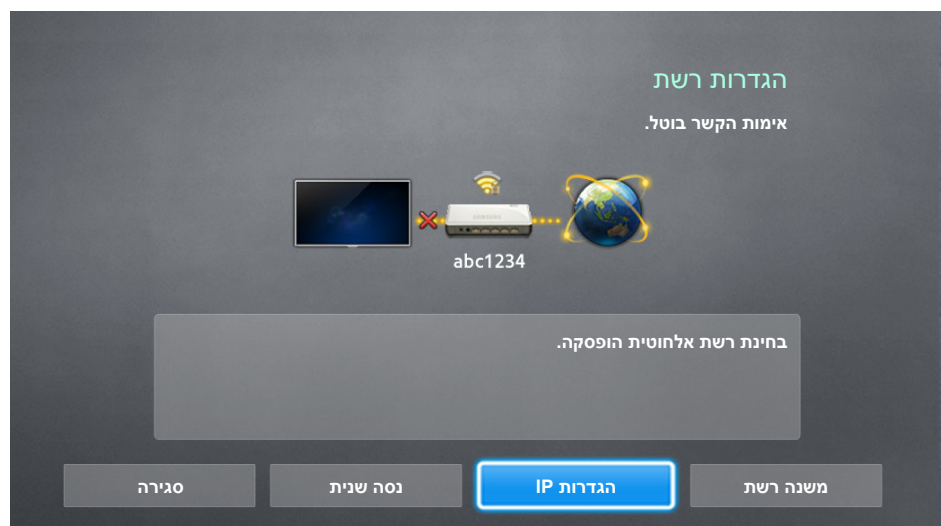 הגדרות רשת
אימות הקשר בוטל.
abc1234
בחינת רשת אלחוטית הופסקה.
משנה רשת
הגדרות IP
נסה שנית
סגירה